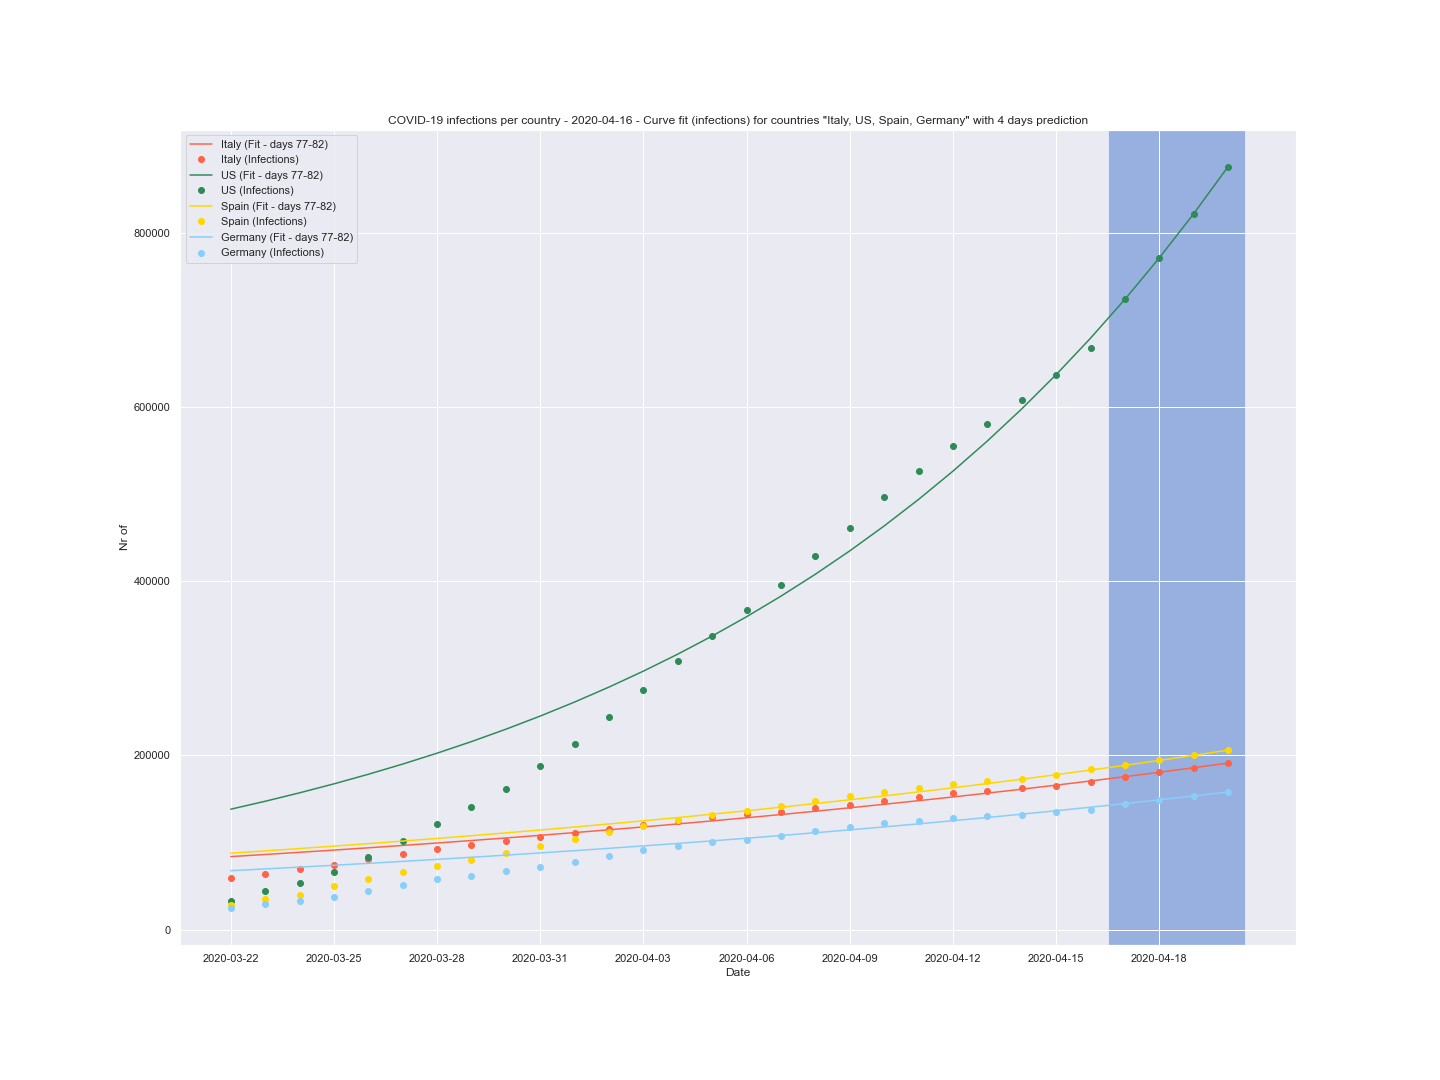 COVID-19 infections per country - 2020-04-16 - Curve fit (infections) for countries "Italy, US, Spain, Germany" with 4 days prediction
Italy (Fit - days 77-82)
Italy (Infections)
US (Fit - days 77-82)
US (Infections)
Spain (Fit - days 77-82)
Spain (Infections)
Germany (Fit - days 77-82)
Germany (Infections)
800000
600000
400000
200000
0
Nr of
2020-03-22 2020-03-25 2020-03-28 2020-03-31 2020-04-03 2020-04-06 2020-04-09 2020-04-12 2020-04-15 2020-04-18
Date